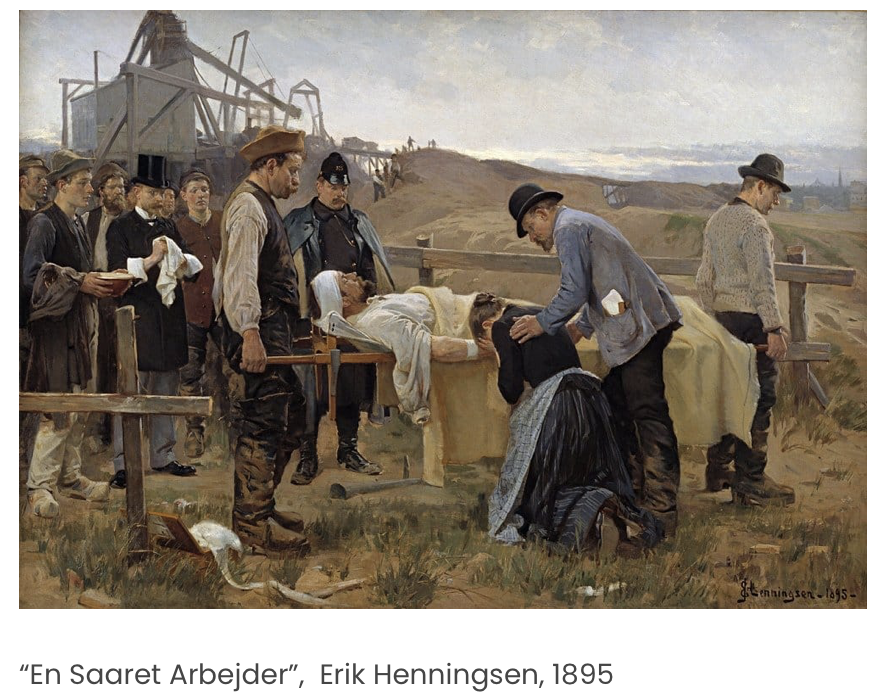 EHenningsen - 1895 -
“En Saaret Arbejder”, Erik Henningsen, 1895